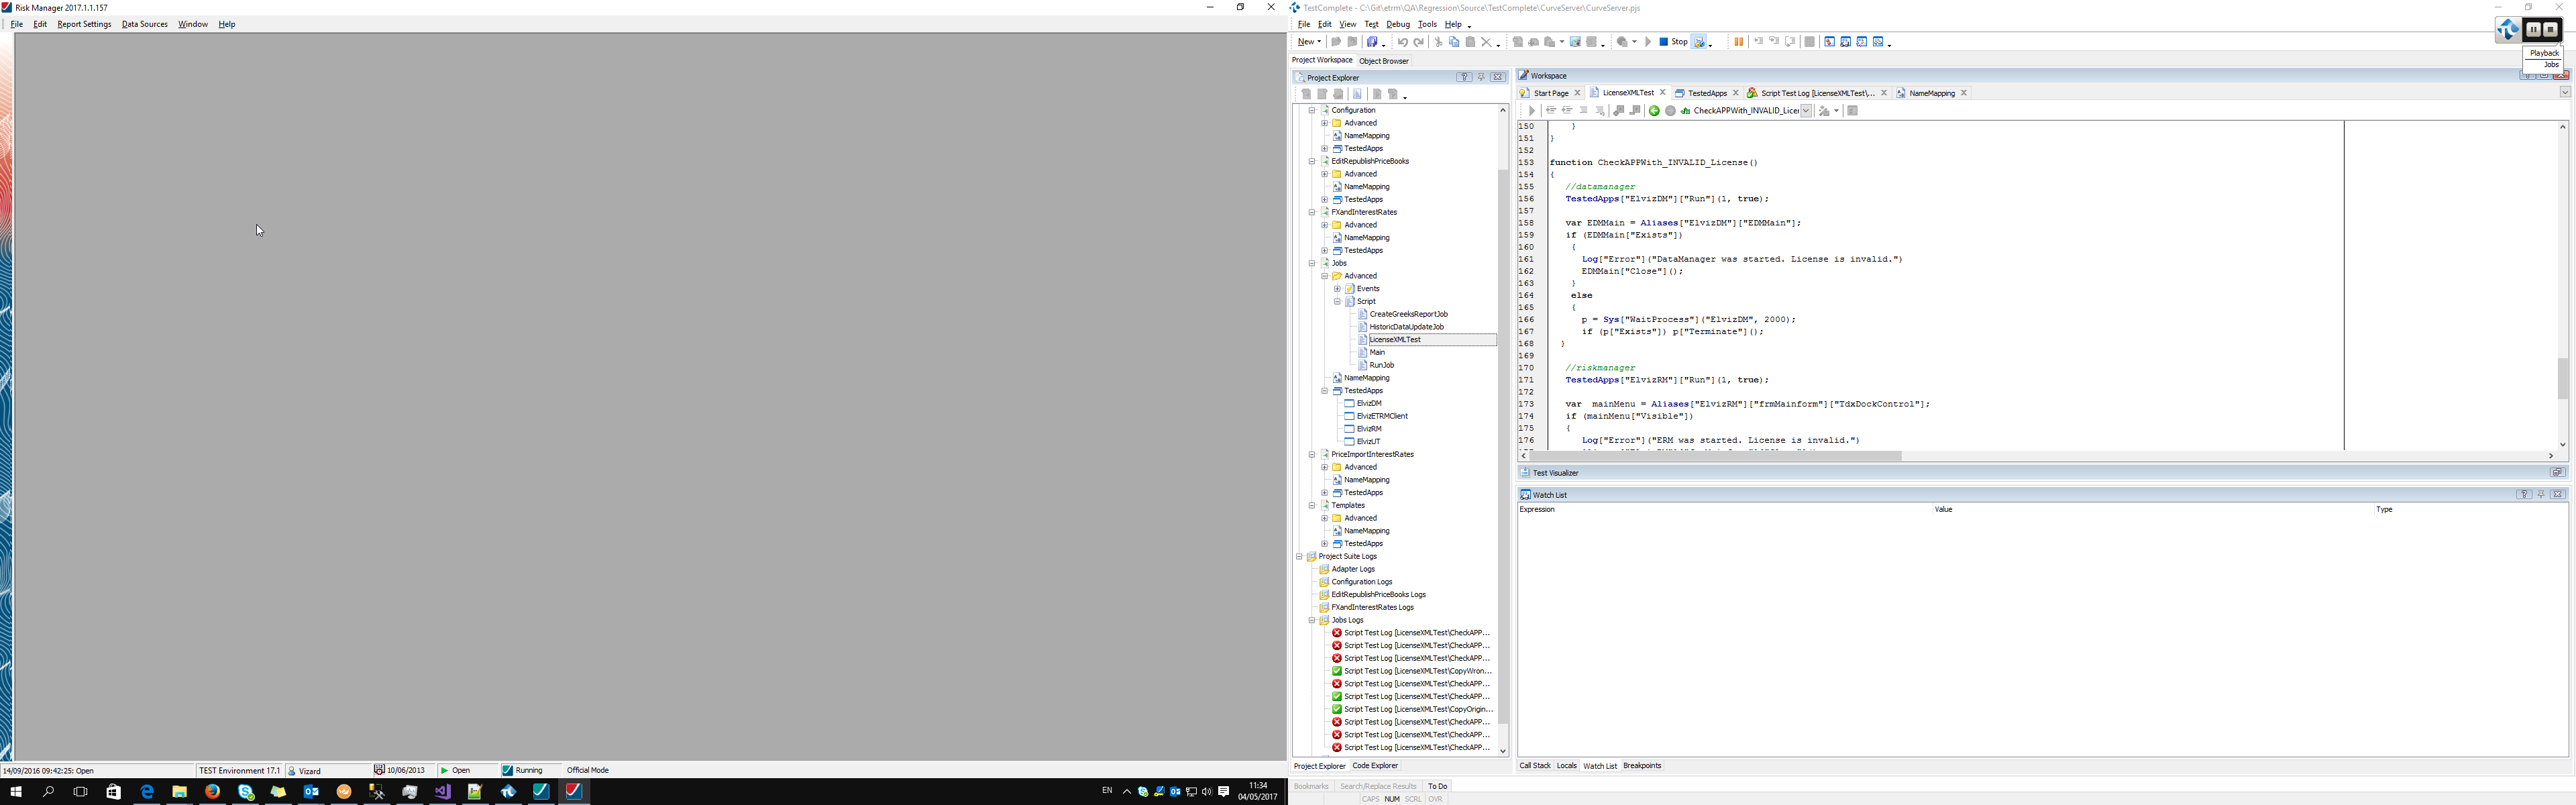 Risk Manager 2017.1.1.157
File Edit Report Settings Data Sources Window Help
14/09/2016 09:42:25: Open TEST Environment 17.1 Vizard 10/06/2013 Open Running Official Mode
EN 11:34
04/05/2017
TestComplete - C:\Git\etrm\QA\Regression\Source\TestComplete\CurveServer\CurveServer.pjs
File Edit View Test Debug Tools Help
New Stop
Playback
Jobs
Project Workspace Object Browser
Project Explorer
Configuration
Advanced
NameMapping
TestedApps
EditRepublishPriceBooks
Advanced
NameMapping
TestedApps
FXandInterestRates
Advanced
NameMapping
TestedApps
Jobs
Advanced
Events
Script
CreateGreeksReportJob
HistoricDataUpdateJob
LicenseXMLTest
Main
RunJob
NameMapping
TestedApps
ElvizDM
ElvizETRMClient
ElvizRM
ElvizUT
PriceImportInterestRates
Advanced
NameMapping
TestedApps
Templates
Advanced
NameMapping
TestedApps
Project Suite Logs
Adapter Logs
Configuration Logs
EditRepublishPriceBooks Logs
FXandInterestRates Logs
Jobs Logs
Script Test Log [LicenseXMLTest\CheckAPP...
Script Test Log [LicenseXMLTest\CheckAPP...
Script Test Log [LicenseXMLTest\CheckAPP...
Script Test Log [LicenseXMLTest\CopyWron...
Script Test Log [LicenseXMLTest\CheckAPP...
Script Test Log [LicenseXMLTest\CheckAPP...
Script Test Log [LicenseXMLTest\CopyOrigin...
Script Test Log [LicenseXMLTest\CheckAPP...
Script Test Log [LicenseXMLTest\CheckAPP...
Script Test Log [LicenseXMLTest\CheckAPP...
Project Explorer Code Explorer
Workspace
Start Page LicenseXMLTest TestedApps Script Test Log [LicenseXMLTest\... NameMapping
CheckAPPWith_INVALID_Licer
150 }
151 }
152
153 function CheckAPPWith_INVALID_License()
154 {
155 //datamanager
156 TestedApps["ElvizDM"]["Run"](1, true);
157
158 var EDMMain = Aliases["ElvizDM"]["EDMMain"];
159 if (EDMMain["Exists"])
160 {
161 Log["Error"]("DataManager was started. License is invalid.")
162 EDMMain["Close"]();
163 }
164 else
165 {
166 p = Sys["WaitProcess"]("ElvizDM", 2000);
167 if (p["Exists"]) p["Terminate"]();
168 }
169
170 //riskmanager
171 TestedApps["ElvizRM"]["Run"](1, true);
172
173 var mainMenu = Aliases["ElvizRM"]["frmMainform"]["TdxDockControl"];
174 if (mainMenu["Visible"])
175 {
176 Log["Error"]("ERM was started. License is invalid.")
Test Visualizer
Watch List
Expression Value Type
Call Stack Locals Watch List Breakpoints
Bookmarks Search/Replace Results To Do
CAPS NUM SCRL OVR